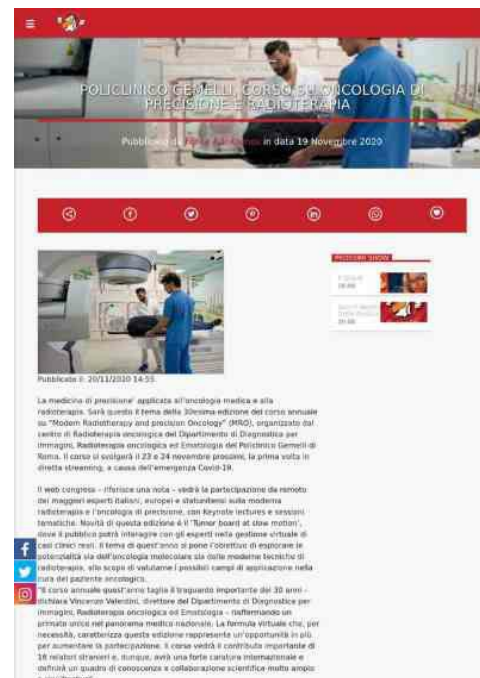 POLICLINICO GEMELLI, CORSO SU ONCOLOGIA DI
PRECISIONE E RADIOTERAPIA
Pubblicato da in data 19 Novembre 2020
PROSSIMI SHOW
Pubblicato il: 20/11/2020 14:55
La medicina di precisione' applicata all'oncologia medica e alla
radioterapia. Sarà questo il tema della 30esima edizione del corso annuale
su "Modern Radiotherapy and precision Oncology" (MRO), organizzato dal
centro di Radioterapia oncologica del Dipartimento di Diagnostica per
immagini, Radioterapia oncologica ed Ematologia del Policlinico Gemelli di
Roma. Il corso si svolgerà il 23 e 24 novembre prossimi, la prima volta in
diretta streaming, a causa dell'emergenza Covid-19.
Il web congress – riferisce una nota – vedrà la partecipazione da remoto
dei maggiori esperti italiani, europei e statunitensi sulla moderna
radioterapia e l'oncologia di precisione, con Keynote lectures e sessioni
tematiche. Novità di questa edizione è il 'Tumor board at slow motion',
dove il pubblico potrà interagire con gli esperti nella gestione virtuale di
casi clinici reali. Il tema di quest'anno si pone l'obiettivo di esplorare le
potenzialità sia dell'oncologia molecolare sia delle moderne tecniche di
radioterapia, allo scopo di valutarne i possibili campi di applicazione nella
cura del paziente oncologico.
"Il corso annuale quest'anno taglia il traguardo importante dei 30 anni –
dichiara Vincenzo Valentini, direttore del Dipartimento di Diagnostica per
immagini, Radioterapia oncologica ed Ematologia – riaffermando un
primato unico nel panorama medico nazionale. La formula virtuale che, per
necessità, caratterizza questa edizione rappresenta un'opportunità in più
per aumentare la partecipazione. Il corso vedrà il contributo importante di
16 relatori stranieri e, dunque, avrà una forte caratura internazionale e
definirà un quadro di conoscenza e collaborazione scientifica molto ampio